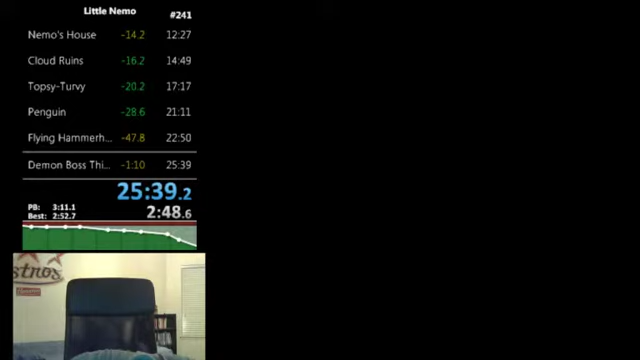 Little Nemo
#241
Nemo's House -14.2 12:27
Cloud Ruins -16.2 14:49
Topsy-Turvy -20.2 17:17
Penguin -28.6 21:11
Flying Hammerh... -47.8 22:50
Demon Boss Thi... -1:10 25:39
25:39.2
PB: 3:11.1
Best: 2:52.7
2:48.6
stros